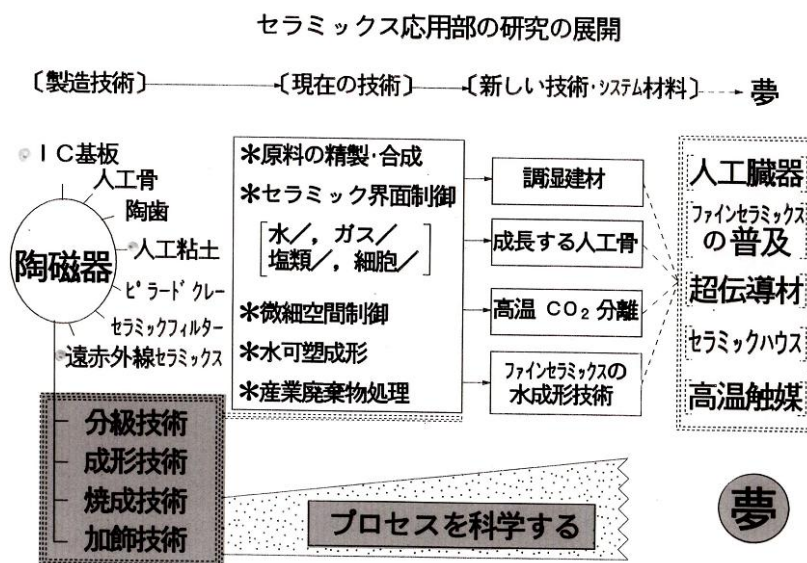 セラミックス応用部の研究の展開
〔製造技術〕
〔現在の技術〕
〔新しい技術・システム材料〕
夢
IC基板
人工骨
陶歯
人工粘土
ピラードクレー
セラミックフィルター
遠赤外線セラミックス
陶磁器
分級技術
成形技術
焼成技術
加飾技術
*原料の精製・合成
*セラミック界面制御
水/, ガス/
塩類/, 細胞/
*微細空間制御
*水可塑成形
*産業廃棄物処理
調湿建材
成長する人工骨
高温 CO₂ 分離
ファインセラミックスの
水成形技術
人工臓器
ファインセラミックス
の普及
超伝導材
セラミックハウス
高温触媒
プロセスを科学する
夢